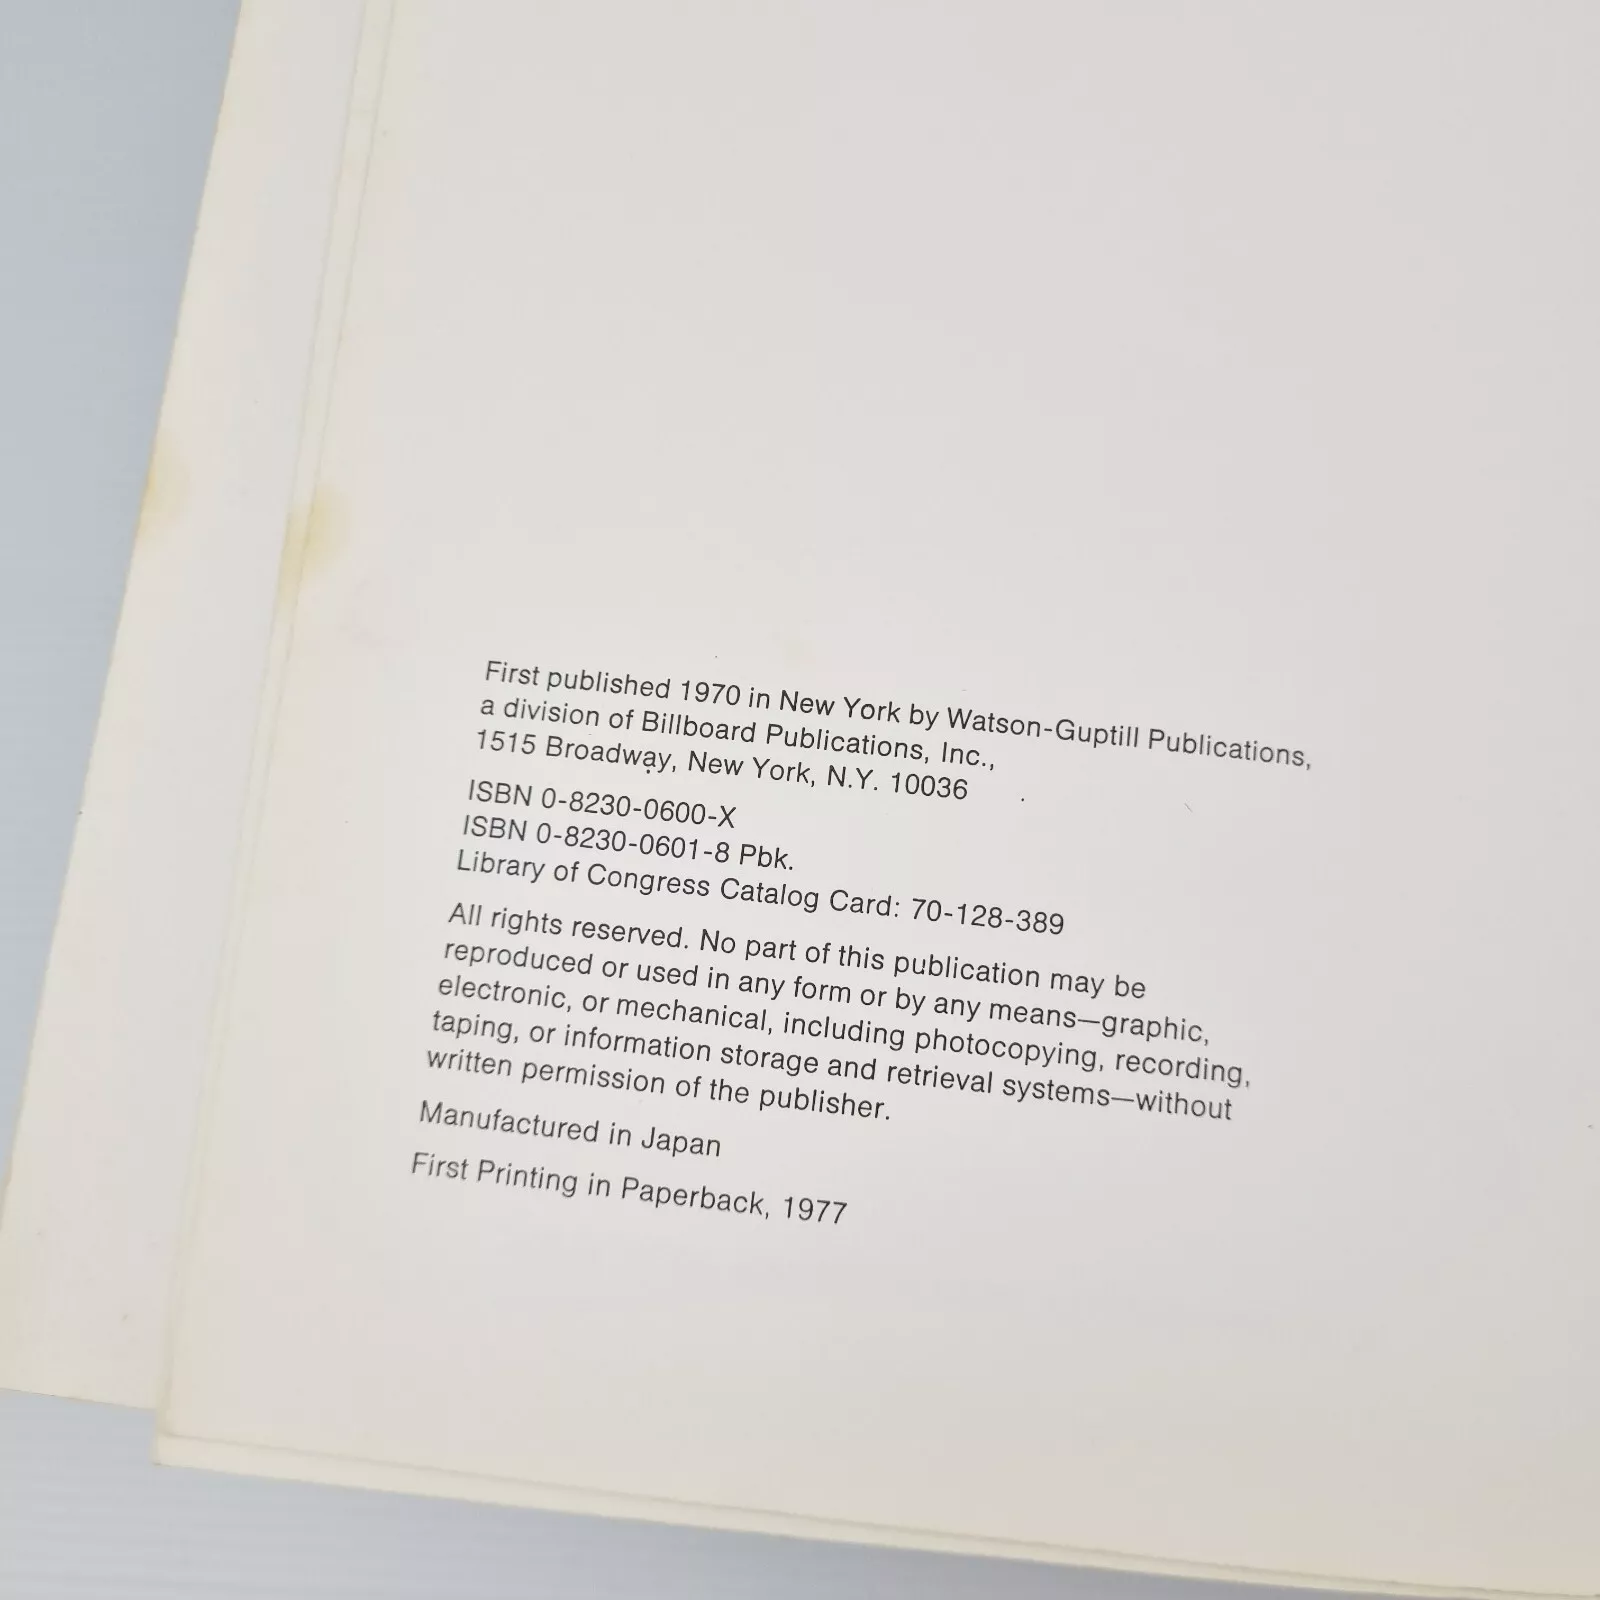 First published 1970 in New York by Watson-Guptill Publications,
a division of Billboard Publications, Inc.,
1515 Broadway, New York, N.Y. 10036
ISBN 0-8230-0600-X
ISBN 0-8230-0601-8 Pbk.
Library of Congress Catalog Card: 70-128-389
All rights reserved. No part of this publication may be
reproduced or used in any form or by any means—graphic,
electronic, or mechanical, including photocopying, recording,
taping, or information storage and retrieval systems—without
written permission of the publisher.
Manufactured in Japan
First Printing in Paperback, 1977